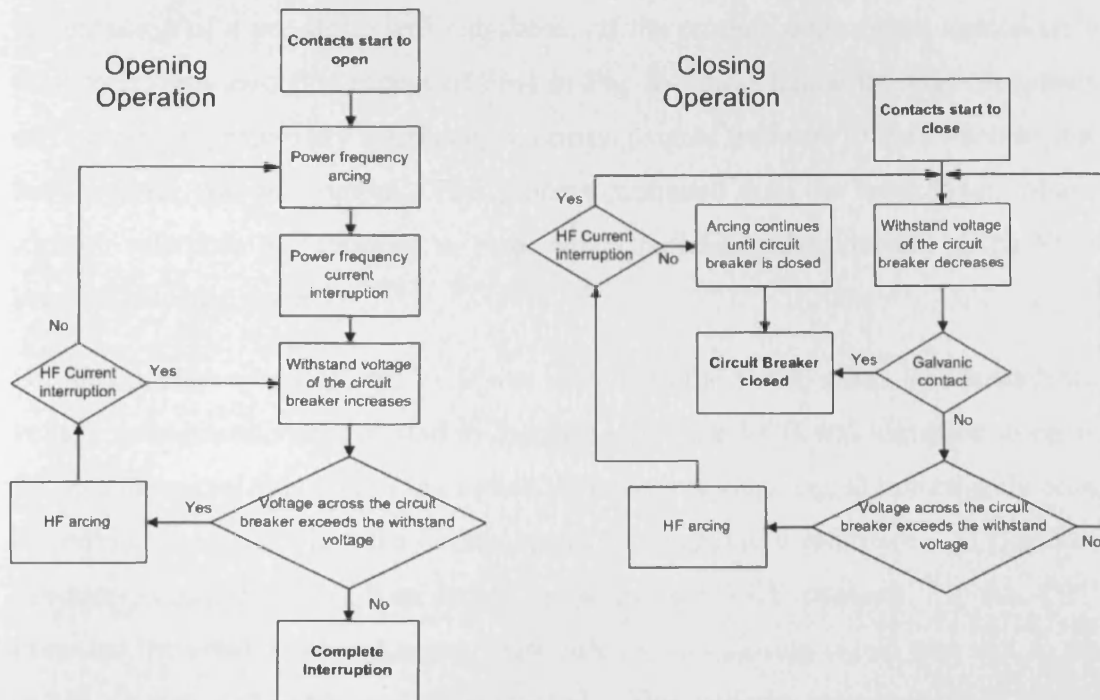 Opening
Operation
Contacts start to
open
Power frequency
arcing
Power frequency
current
interruption
No
HF Current
interruption
Yes
Withstand voltage
of the circuit
breaker increases
HF arcing
Yes
Voltage across the circuit
breaker exceeds the withstand
voltage
No
Complete
Interruption
Closing
Operation
Contacts start to
close
Yes
HF Current
interruption
No
Arcing continues
until circuit
breaker is closed
Withstand voltage
of the circuit
breaker decreases
Circuit Breaker
closed
Yes
Galvanic
contact
No
HF arcing
Yes
Voltage across the circuit
breaker exceeds the withstand
voltage
No